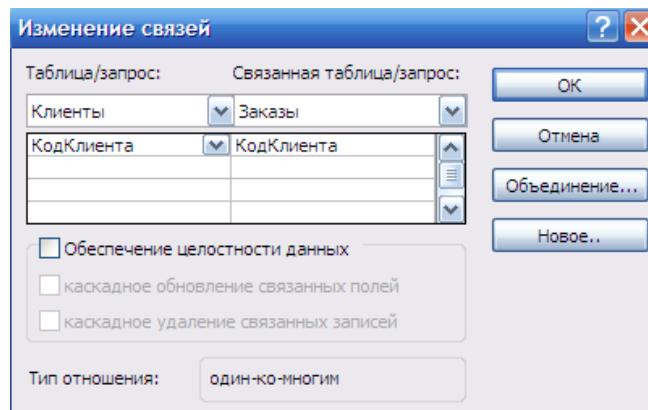 Изменение связей
Таблица/запрос: Связанная таблица/запрос:
Клиенты Заказы
КодКлиента КодКлиента
Обеспечение целостности данных
каскадное обновление связанных полей
каскадное удаление связанных записей
Тип отношения: один-ко-многим
ОК
Отмена
Объединение...
Новое..